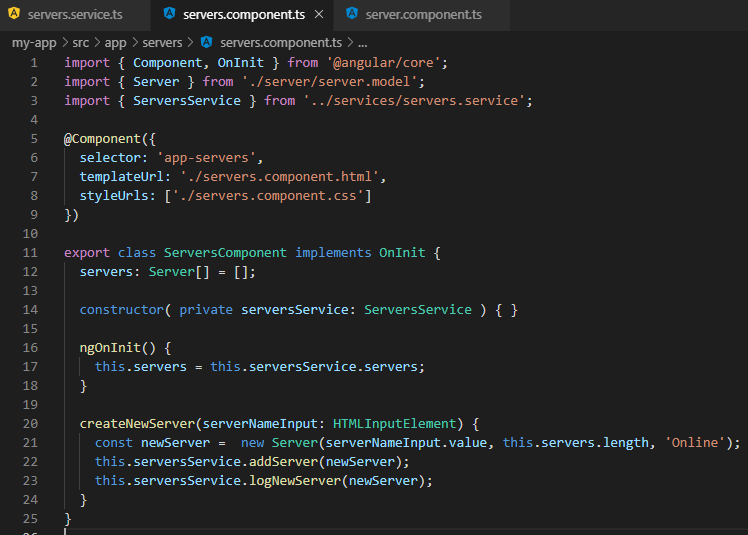 servers.service.ts servers.component.ts × server.component.ts
my-app > src > app > servers > servers.component.ts > ...
1 import { Component, OnInit } from '@angular/core';
2 import { Server } from './server/server.model';
3 import { ServersService } from '../services/servers.service';
4
5 @Component({
6   selector: 'app-servers',
7   templateUrl: './servers.component.html',
8   styleUrls: ['./servers.component.css']
9 })
10
11 export class ServersComponent implements OnInit {
12   servers: Server[] = [];
13
14   constructor( private serversService: ServersService ) { }
15
16   ngOnInit() {
17     this.servers = this.serversService.servers;
18   }
19
20   createNewServer(serverNameInput: HTMLInputElement) {
21     const newServer =  new Server(serverNameInput.value, this.servers.length, 'Online');
22     this.serversService.addServer(newServer);
23     this.serversService.logNewServer(newServer);
24   }
25 }
26